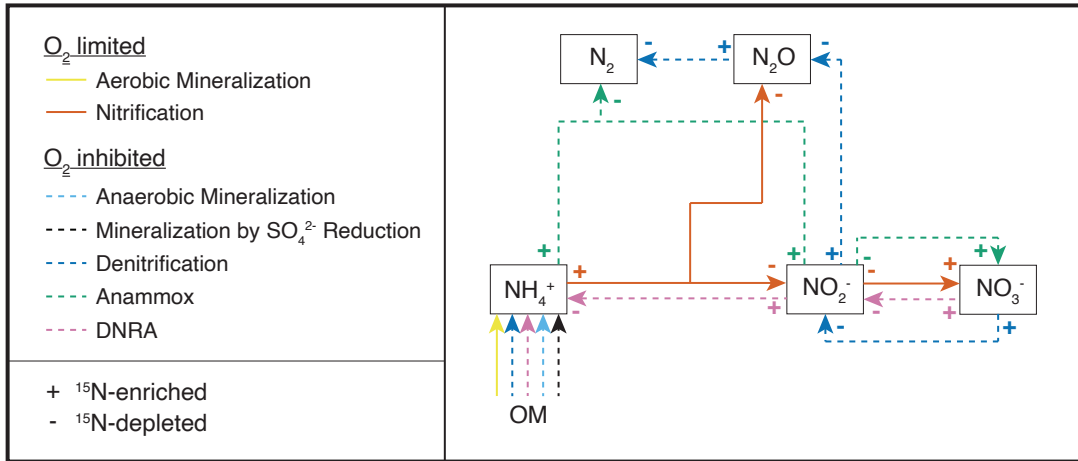 O₂ limited
Aerobic Mineralization
Nitrification
O₂ inhibited
Anaerobic Mineralization
Mineralization by SO₄²⁻ Reduction
Denitrification
Anammox
DNRA
+ ¹⁵N-enriched
- ¹⁵N-depleted
N₂ - + N₂O -
- -
+ + - + + - +
NH₄⁺ - - NO₂⁻ - + NO₃⁻
- + - + - +
OM